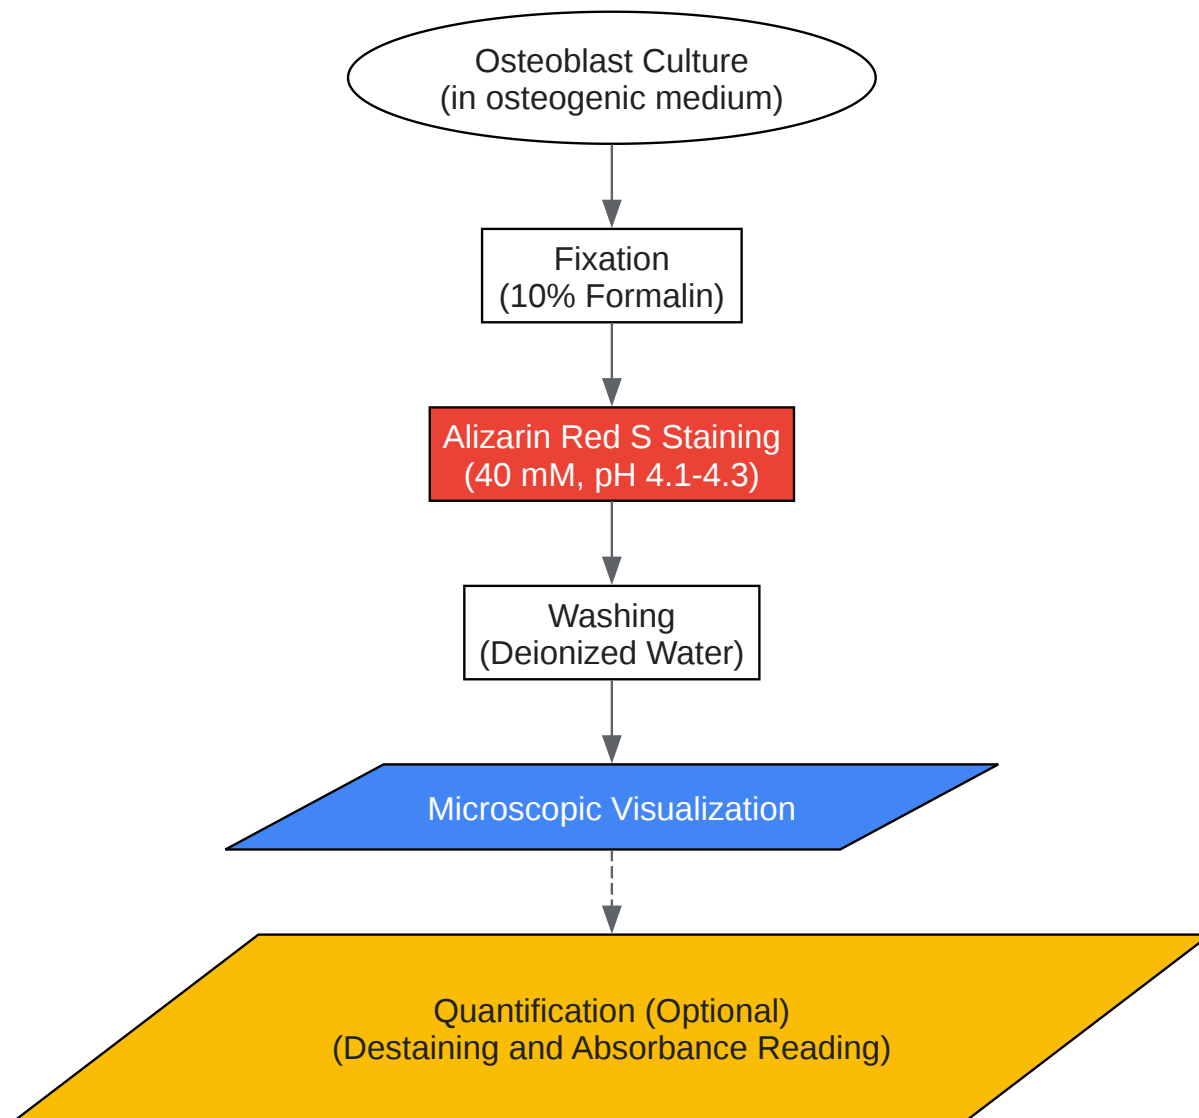 Osteoblast Culture
(in osteogenic medium)
Fixation
(10% Formalin)
Alizarin Red S Staining
(40 mM, pH 4.1-4.3)
Washing
(Deionized Water)
Microscopic Visualization
Quantification (Optional)
(Destaining and Absorbance Reading)